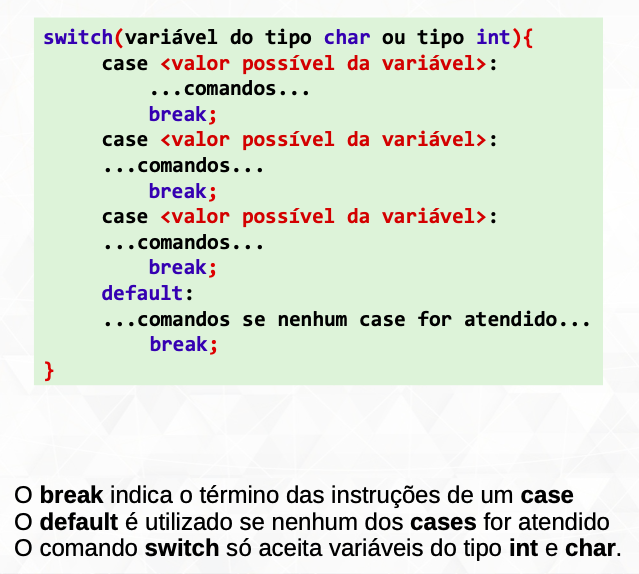 switch(variável do tipo char ou tipo int){
case <valor possível da variável>:
...comandos...
break;
case <valor possível da variável>:
...comandos...
break;
case <valor possível da variável>:
...comandos...
break;
default:
...comandos se nenhum case for atendido...
break;
}
O break indica o término das instruções de um case
O default é utilizado se nenhum dos cases for atendido
O comando switch só aceita variáveis do tipo int e char.